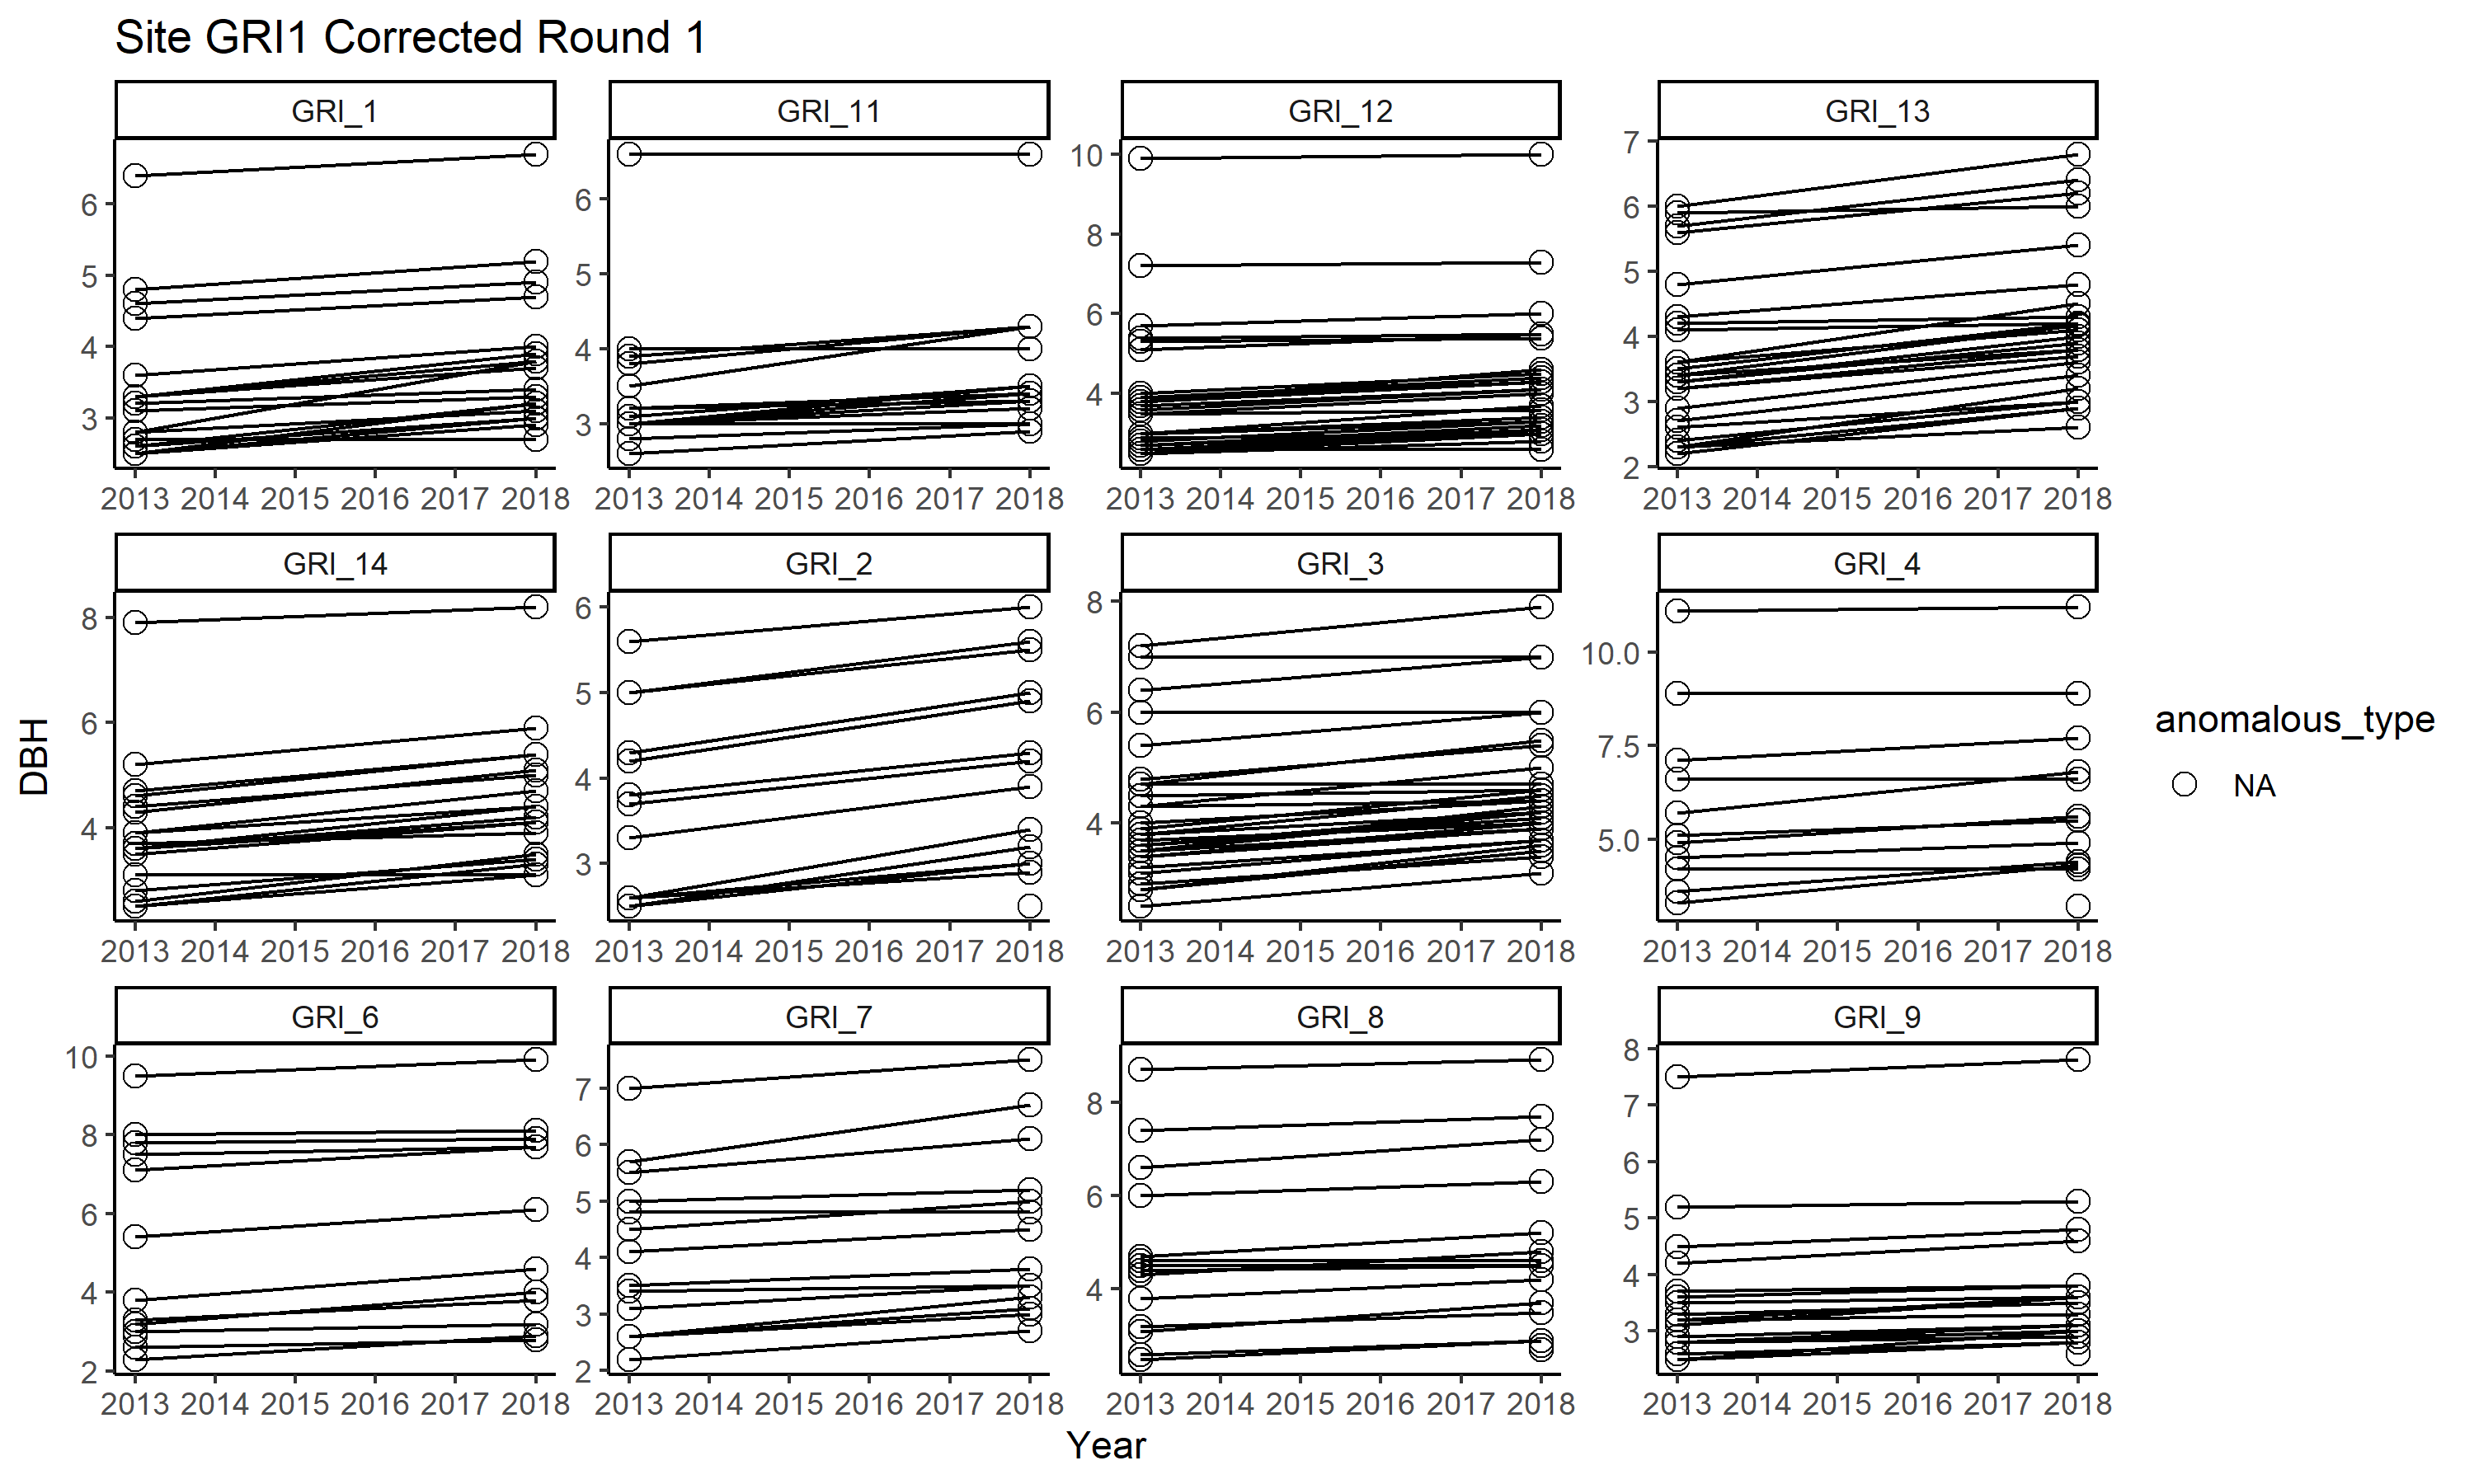 Site GRI1 Corrected Round 1
GRI_1 GRI_11 GRI_12 GRI_13
6 5 4 3
6 5 4 3
10 8 6 4
7 6 5 4 3 2
2013 2014 2015 2016 2017 2018 2013 2014 2015 2016 2017 2018 2013 2014 2015 2016 2017 2018 2013 2014 2015 2016 2017 2018
GRI_14 GRI_2 GRI_3 GRI_4
8 6 4
6 5 4 3
8 6 4
10.0 7.5 5.0
2013 2014 2015 2016 2017 2018 2013 2014 2015 2016 2017 2018 2013 2014 2015 2016 2017 2018 2013 2014 2015 2016 2017 2018
GRI_6 GRI_7 GRI_8 GRI_9
10 8 6 4 2
7 6 5 4 3 2
8 6 4
8 7 6 5 4 3
2013 2014 2015 2016 2017 2018 2013 2014 2015 2016 2017 2018 2013 2014 2015 2016 2017 2018 2013 2014 2015 2016 2017 2018
DBH
Year
anomalous_type
NA